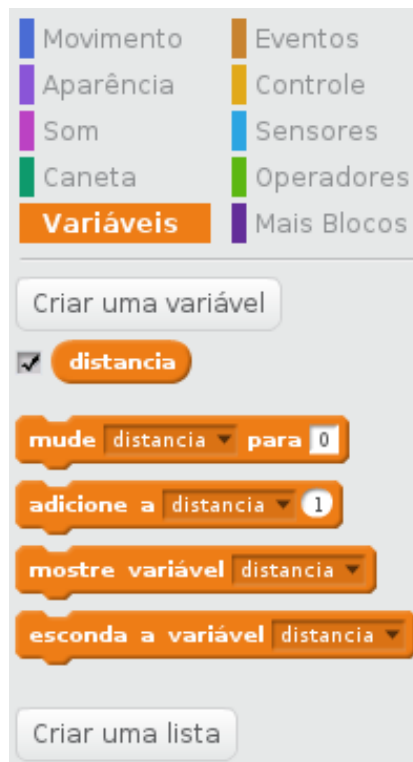 Movimento Eventos
Aparência Controle
Som Sensores
Caneta Operadores
Variáveis Mais Blocos
Criar uma variável
distancia
mude distancia para 0
adicione a distancia 1
mostre variável distancia
esconda a variável distancia
Criar uma lista